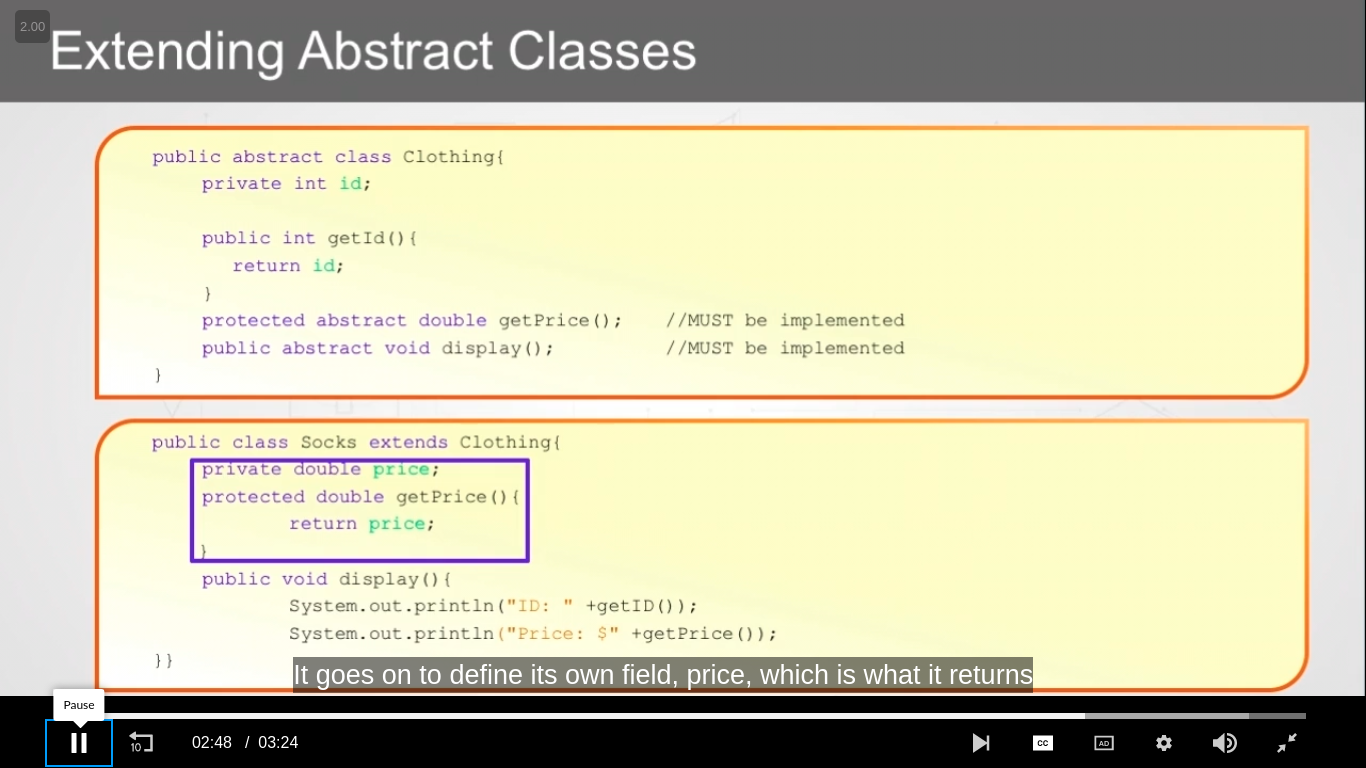 2.00
Extending Abstract Classes
public abstract class Clothing{
private int id;
public int getId(){
return id;
}
protected abstract double getPrice(); //MUST be implemented
public abstract void display(); //MUST be implemented
}
public class Socks extends Clothing{
private double price;
protected double getPrice(){
return price;
}
public void display(){
System.out.println("ID: " +getID());
System.out.println("Price: $" +getPrice());
}}
It goes on to define its own field, price, which is what it returns
Pause
10
02:48 / 03:24
CC
AD